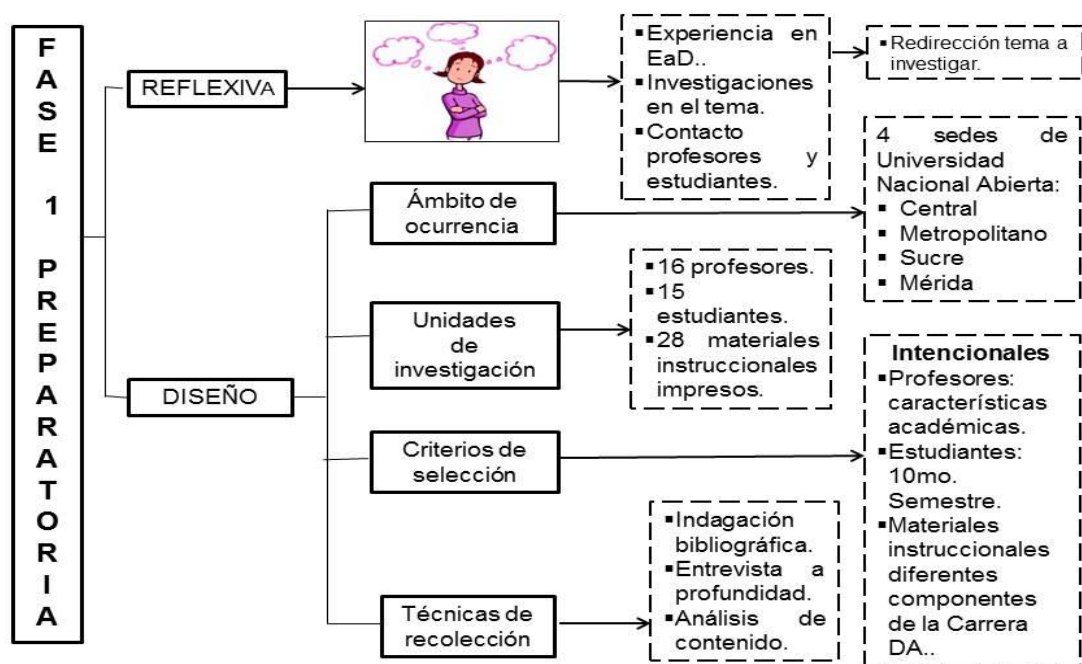 FASE 1 PREPARATORIA
REFLEXIVA
▪Experiencia en
EaD..
▪Investigaciones
en el tema.
▪Contacto
profesores y
estudiantes.
▪Redirección tema a
investigar.
DISEÑO
Ámbito de
ocurrencia
4 sedes de
Universidad
Nacional Abierta:
▪ Central
▪ Metropolitano
▪ Sucre
▪ Mérida
Unidades
de
investigación
▪16 profesores.
▪15
estudiantes.
▪28 materiales
instruccionales
impresos.
Criterios de
selección
Intencionales
▪Profesores:
características
académicas.
▪Estudiantes:
10mo.
Semestre.
▪Materiales
instruccionales
diferentes
componentes
de la Carrera
DA..
Técnicas de
recolección
▪Indagación
bibliográfica.
▪Entrevista a
profundidad.
▪Análisis de
contenido.